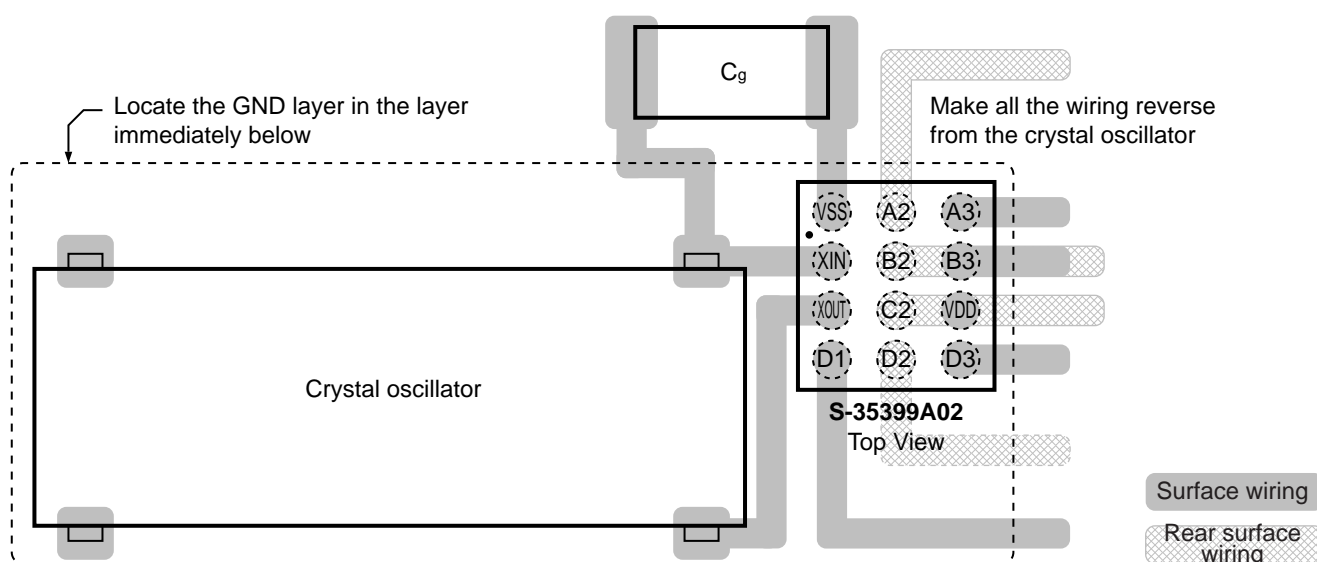 Cg
Locate the GND layer in the layer
immediately below
Make all the wiring reverse
from the crystal oscillator
VSS A2 A3
XIN B2 B3
XOUT C2 VDD
D1 D2 D3
Crystal oscillator
S-35399A02
Top View
Surface wiring
Rear surface
wiring